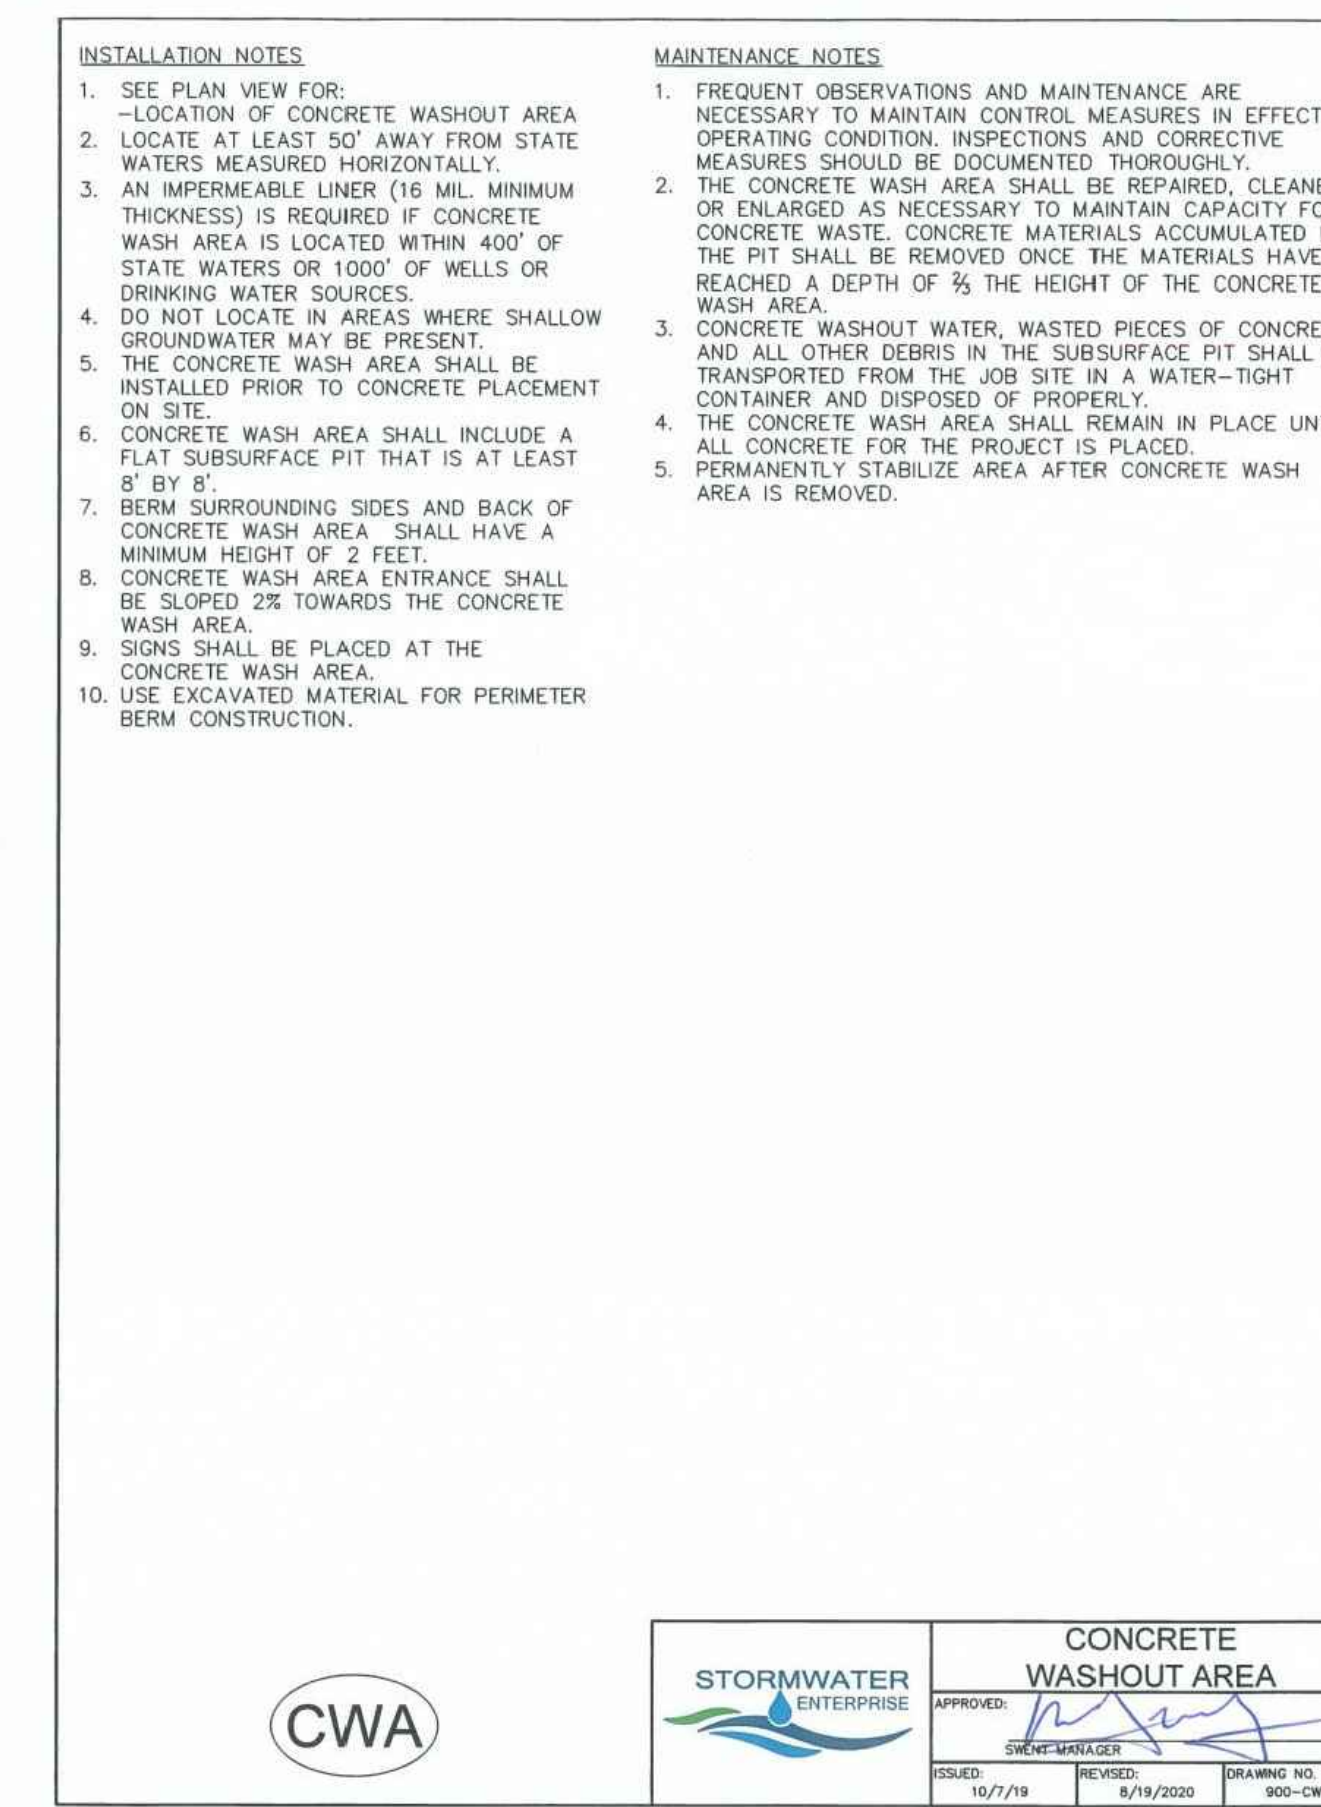 INSTALLATION NOTES
1. SEE PLAN VIEW FOR:
-LOCATION OF CONCRETE WASHOUT AREA
2. LOCATE AT LEAST 50' AWAY FROM STATE
WATERS MEASURED HORIZONTALLY.
3. AN IMPERMEABLE LINER (16 MIL. MINIMUM
THICKNESS) IS REQUIRED IF CONCRETE
WASH AREA IS LOCATED WITHIN 400' OF
STATE WATERS OR 1000' OF WELLS OR
DRINKING WATER SOURCES.
4. DO NOT LOCATE IN AREAS WHERE SHALLOW
GROUNDWATER MAY BE PRESENT.
5. THE CONCRETE WASH AREA SHALL BE
INSTALLED PRIOR TO CONCRETE PLACEMENT
ON SITE.
6. CONCRETE WASH AREA SHALL INCLUDE A
FLAT SUBSURFACE PIT THAT IS AT LEAST
8' BY 8'.
7. BERM SURROUNDING SIDES AND BACK OF
CONCRETE WASH AREA SHALL HAVE A
MINIMUM HEIGHT OF 2 FEET.
8. CONCRETE WASH AREA ENTRANCE SHALL
BE SLOPED 2% TOWARDS THE CONCRETE
WASH AREA.
9. SIGNS SHALL BE PLACED AT THE
CONCRETE WASH AREA.
10. USE EXCAVATED MATERIAL FOR PERIMETER
BERM CONSTRUCTION.
MAINTENANCE NOTES
1. FREQUENT OBSERVATIONS AND MAINTENANCE ARE
NECESSARY TO MAINTAIN CONTROL MEASURES IN EFFECT
OPERATING CONDITION. INSPECTIONS AND CORRECTIVE
MEASURES SHOULD BE DOCUMENTED THOROUGHLY.
2. THE CONCRETE WASH AREA SHALL BE REPAIRED, CLEANE
OR ENLARGED AS NECESSARY TO MAINTAIN CAPACITY FO
CONCRETE WASTE. CONCRETE MATERIALS ACCUMULATED
THE PIT SHALL BE REMOVED ONCE THE MATERIALS HAVE
REACHED A DEPTH OF ⅔ THE HEIGHT OF THE CONCRETE
WASH AREA.
3. CONCRETE WASHOUT WATER, WASTED PIECES OF CONCRE
AND ALL OTHER DEBRIS IN THE SUBSURFACE PIT SHALL
TRANSPORTED FROM THE JOB SITE IN A WATER-TIGHT
CONTAINER AND DISPOSED OF PROPERLY.
4. THE CONCRETE WASH AREA SHALL REMAIN IN PLACE UN
ALL CONCRETE FOR THE PROJECT IS PLACED.
5. PERMANENTLY STABILIZE AREA AFTER CONCRETE WASH
AREA IS REMOVED.
CWA
STORMWATER
ENTERPRISE
CONCRETE
WASHOUT AREA
APPROVED:
SWENT MANAGER
ISSUED:
10/7/19
REVISED:
8/19/2020
DRAWING NO.
900-CW